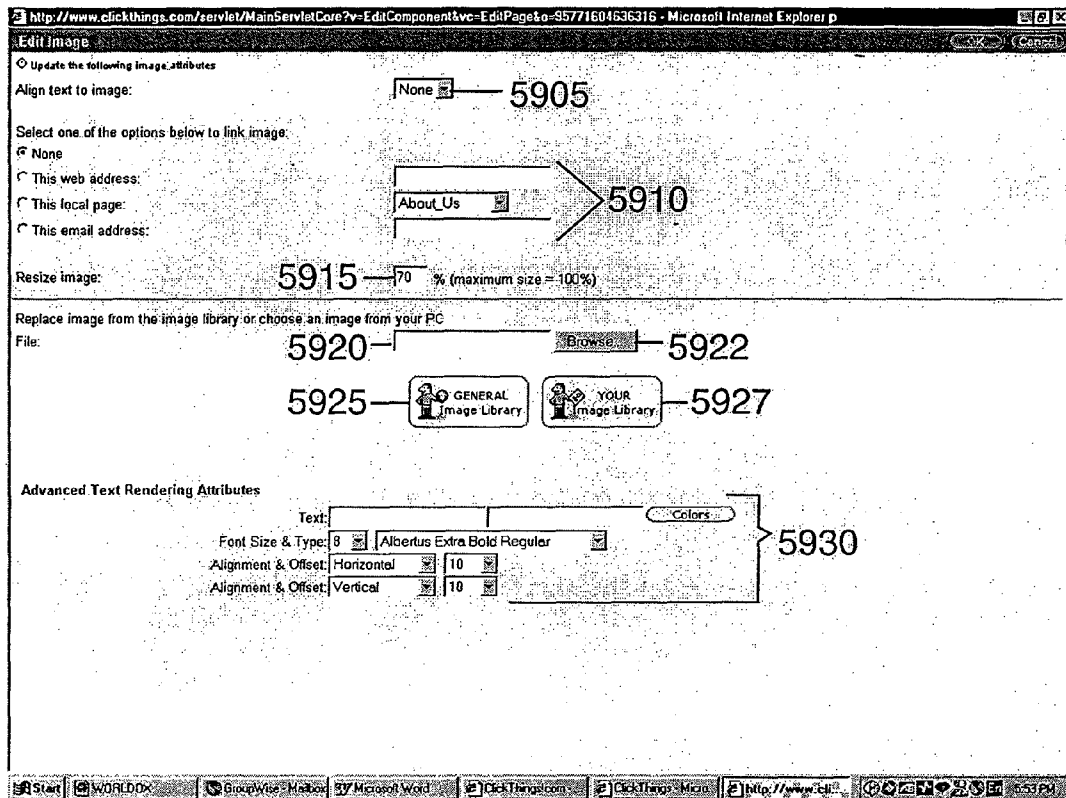 http://www.clickthings.com/servlet/MainServletCore?v=EditComponent&vc=EditPage&o=95771604636316 - Microsoft Internet Explorer p
Edit Image OK Cancel
Update the following image attributes
Align text to image: None 5905
Select one of the options below to link image:
None
This web address:
This local page: About_Us 5910
This email address:
Resize image: 5915 70 % (maximum size = 100%)
Replace image from the image library or choose an image from your PC
File: 5920 Browse... 5922
5925 GENERAL Image Library YOUR Image Library 5927
Advanced Text Rendering Attributes
Text: Colors
Font Size & Type: 8 Albertus Extra Bold Regular 5930
Alignment & Offset: Horizontal 10
Alignment & Offset: Vertical 10
Start WORLDOX GroupWise - Mailbox Microsoft Word ClickThings.com ClickThings - Micro... http://www.cli... En 5:53 PM